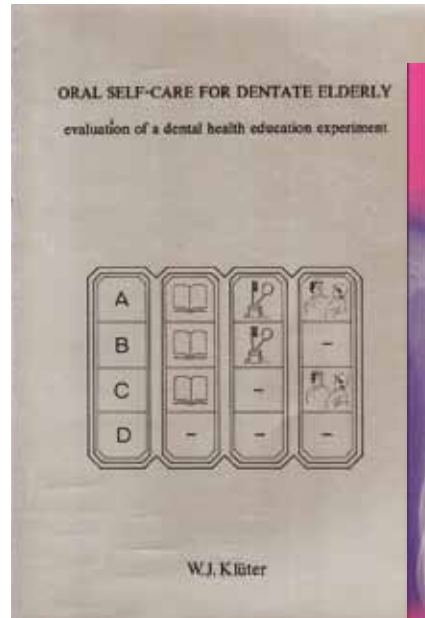 ORAL SELF-CARE FOR DENTATE ELDERLY
evaluation of a dental health education experiment
A
B -
C -
D - - -
W.J. Klüter